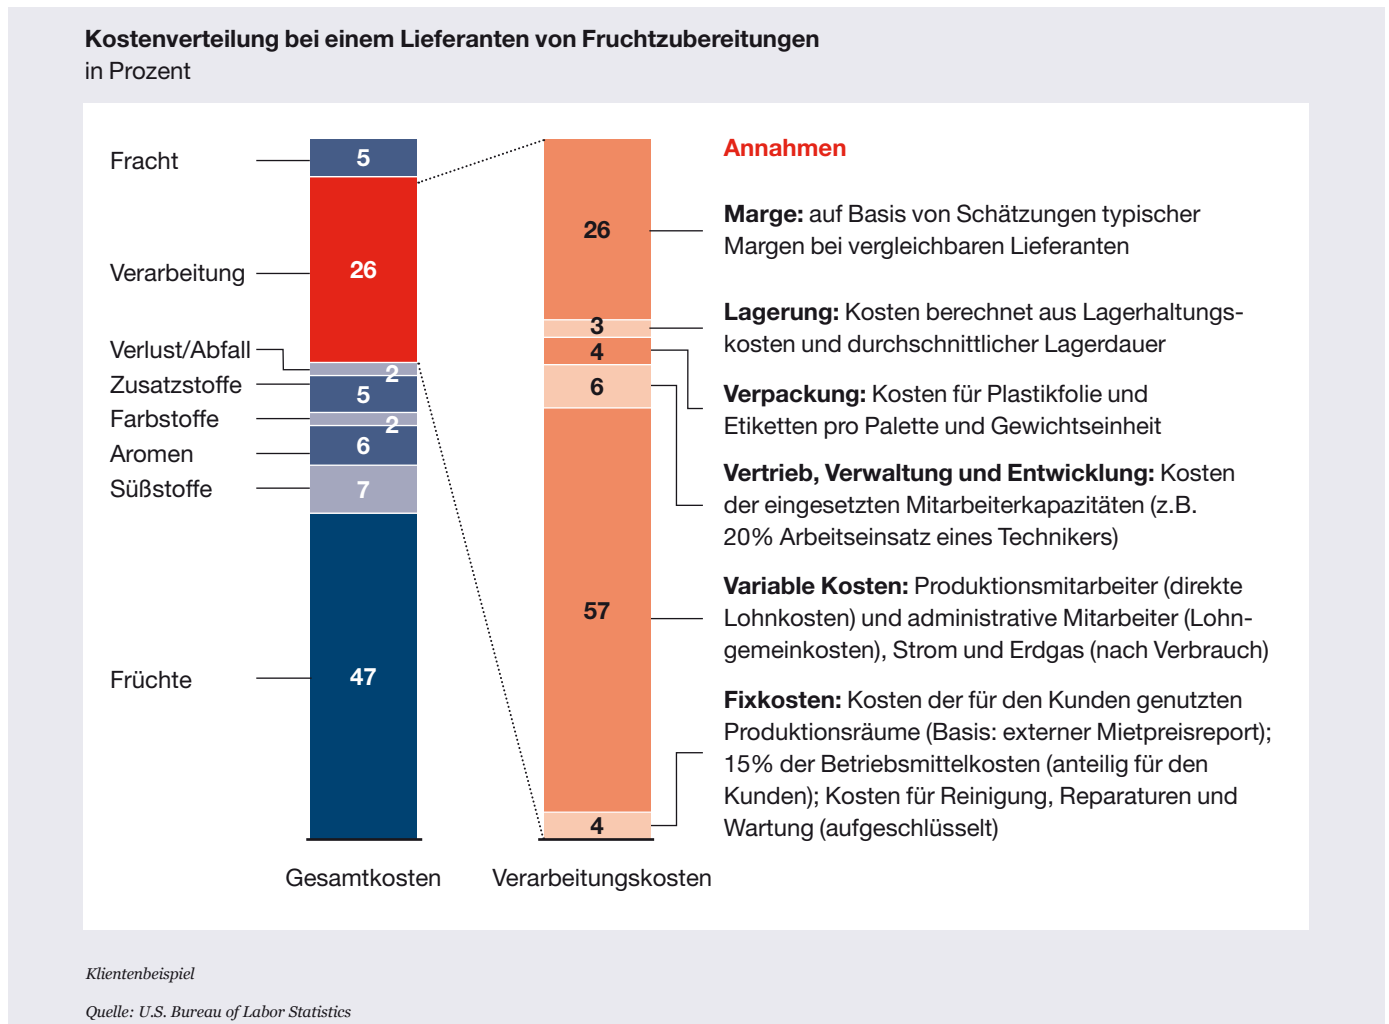 Kostenverteilung bei einem Lieferanten von Fruchtzubereitungen
in Prozent
Fracht
Verarbeitung
Verlust/Abfall
Zusatzstoffe
Farbstoffe
Aromen
Süßstoffe
Früchte
5
26
2
5
2
6
7
47
Gesamtkosten
26
3
4
6
57
4
Verarbeitungskosten
Annahmen
Marge: auf Basis von Schätzungen typischer
Margen bei vergleichbaren Lieferanten
Lagerung: Kosten berechnet aus Lagerhaltungs-
kosten und durchschnittlicher Lagerdauer
Verpackung: Kosten für Plastikfolie und
Etiketten pro Palette und Gewichtseinheit
Vertrieb, Verwaltung und Entwicklung: Kosten
der eingesetzten Mitarbeiterkapazitäten (z.B.
20% Arbeitseinsatz eines Technikers)
Variable Kosten: Produktionsmitarbeiter (direkte
Lohnkosten) und administrative Mitarbeiter (Lohn-
gemeinkosten), Strom und Erdgas (nach Verbrauch)
Fixkosten: Kosten der für den Kunden genutzten
Produktionsräume (Basis: externer Mietpreisreport);
15% der Betriebsmittelkosten (anteilig für den
Kunden); Kosten für Reinigung, Reparaturen und
Wartung (aufgeschlüsselt)
Klientenbeispiel
Quelle: U.S. Bureau of Labor Statistics